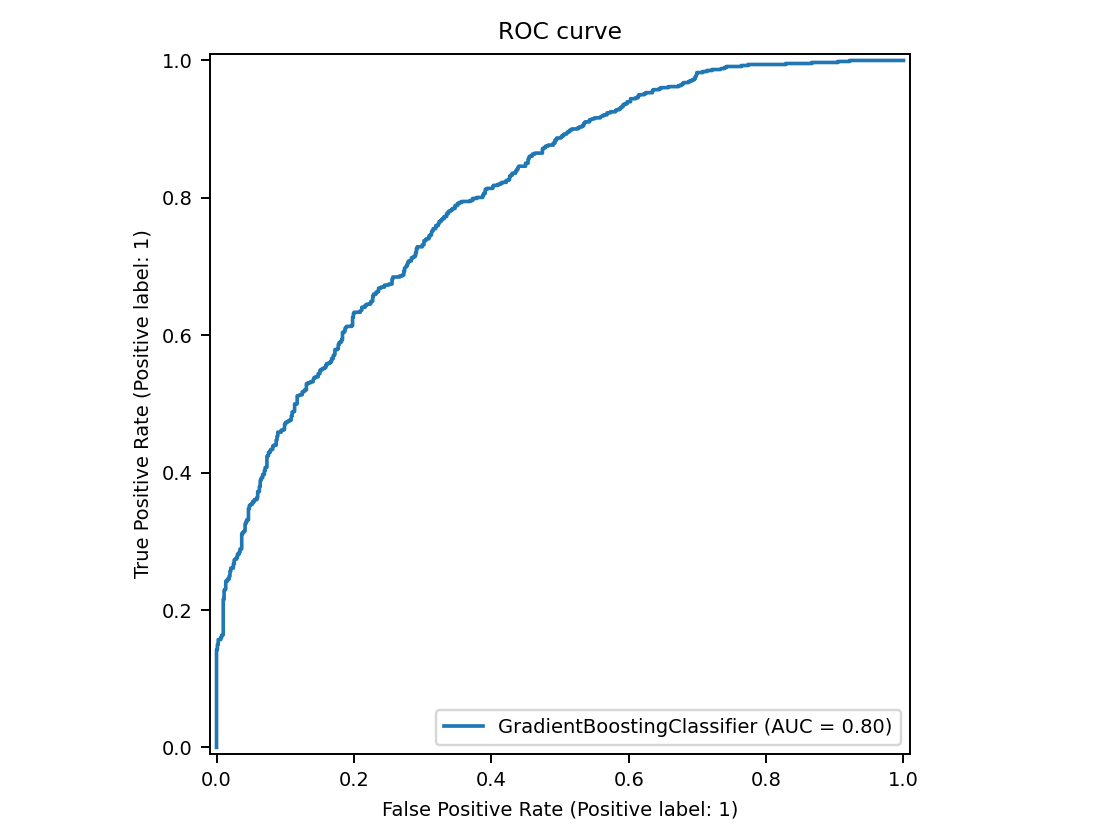 ROC curve
1.0
0.8
0.6
0.4
0.2
0.0
True Positive Rate (Positive label: 1)
GradientBoostingClassifier (AUC = 0.80)
0.0 0.2 0.4 0.6 0.8 1.0
False Positive Rate (Positive label: 1)